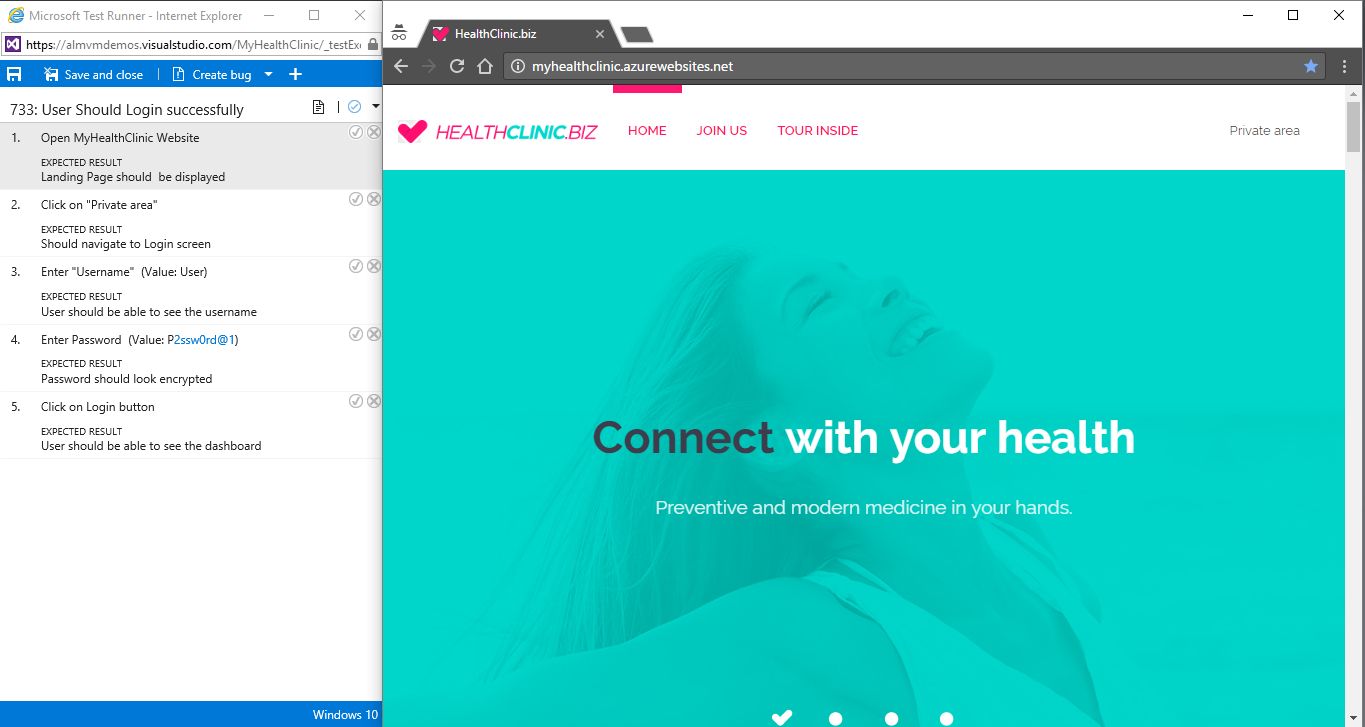 Microsoft Test Runner - Internet Explorer
https://almvmdemos.visualstudio.com/MyHealthClinic/_testExe
Save and close
Create bug
733: User Should Login successfully
1. Open MyHealthClinic Website
EXPECTED RESULT
Landing Page should be displayed
2. Click on "Private area"
EXPECTED RESULT
Should navigate to Login screen
3. Enter "Username" (Value: User)
EXPECTED RESULT
User should be able to see the username
4. Enter Password (Value: P2ssw0rd@1)
EXPECTED RESULT
Password should look encrypted
5. Click on Login button
EXPECTED RESULT
User should be able to see the dashboard
Windows 10
HealthClinic.biz
myhealthclinic.azurewebsites.net
HEALTHCLINIC.BIZ
HOME
JOIN US
TOUR INSIDE
Private area
Connect with your health
Preventive and modern medicine in your hands.